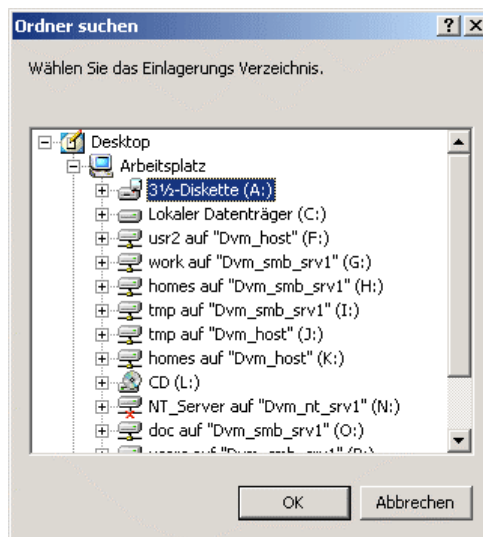 Ordner suchen
Wählen Sie das Einlagerungs Verzeichnis.
Desktop
Arbeitsplatz
3½-Diskette (A:)
Lokaler Datenträger (C:)
usr2 auf "Dvm_host" (F:)
work auf "Dvm_smb_srv1" (G:)
homes auf "Dvm_smb_srv1" (H:)
tmp auf "Dvm_smb_srv1" (I:)
tmp auf "Dvm_host" (J:)
homes auf "Dvm_host" (K:)
CD (L:)
NT_Server auf "Dvm_nt_srv1" (N:)
doc auf "Dvm_smb_srv1" (O:)
OK
Abbrechen